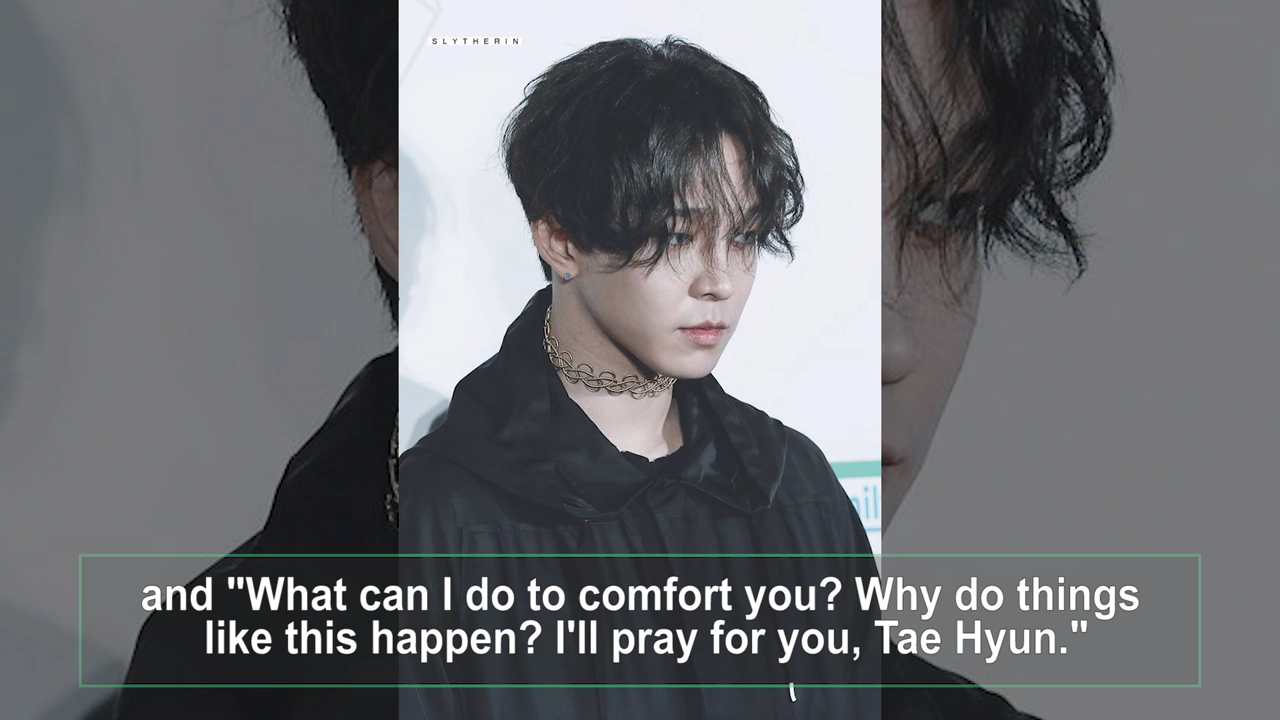 SLYTHERIN
and "What can I do to comfort you? Why do things
like this happen? I'll pray for you, Tae Hyun."